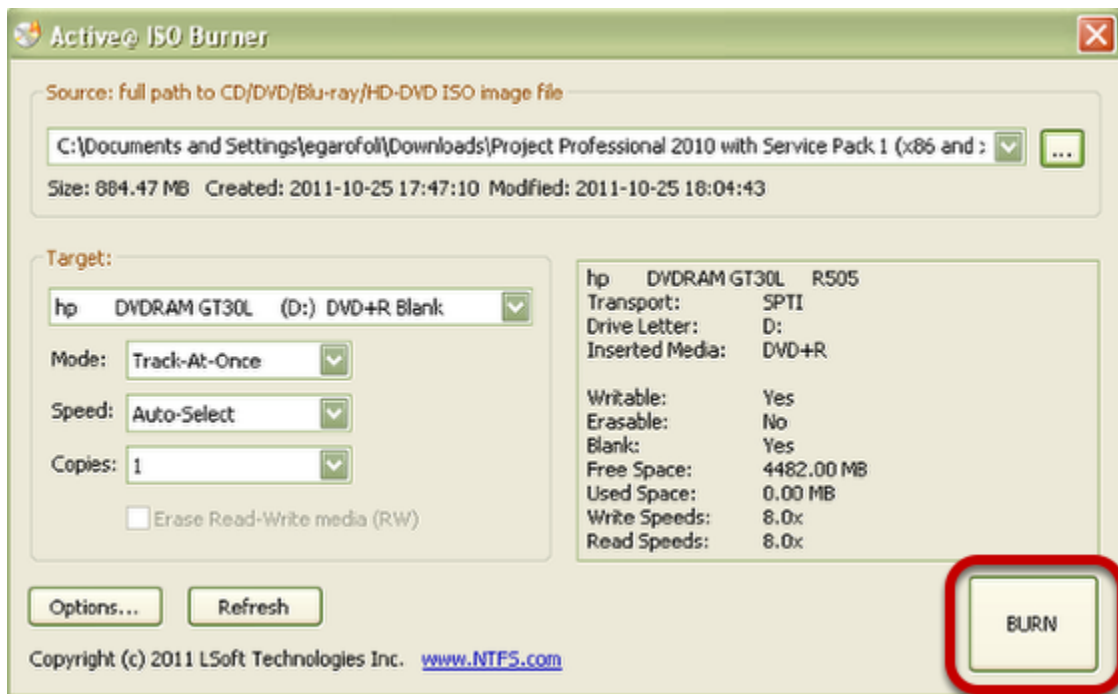 Active@ ISO Burner
Source: full path to CD/DVD/Blu-ray/HD-DVD ISO image file
C:\Documents and Settings\egarofoli\Downloads\Project Professional 2010 with Service Pack 1 (x86 and
...
Size: 884.47 MB Created: 2011-10-25 17:47:10 Modified: 2011-10-25 18:04:43
Target:
hp DVDRAM GT30L (D:) DVD+R Blank
Mode: Track-At-Once
Speed: Auto-Select
Copies: 1
Erase Read-Write media (RW)
hp DVDRAM GT30L R505
Transport: SPTI
Drive Letter: D:
Inserted Media: DVD+R
Writable: Yes
Erasable: No
Blank: Yes
Free Space: 4482.00 MB
Used Space: 0.00 MB
Write Speeds: 8.0x
Read Speeds: 8.0x
Options... Refresh
BURN
Copyright (c) 2011 LSoft Technologies Inc. www.NTFS.com